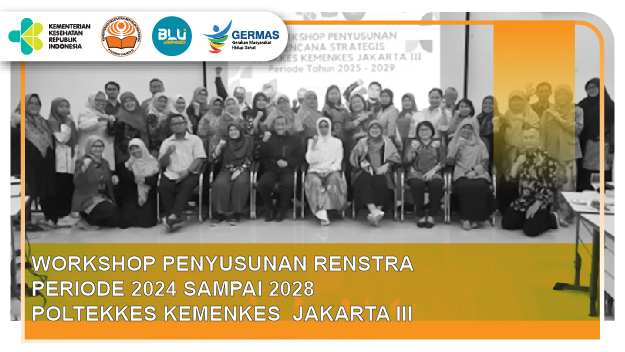 KEMENTERIAN
KESEHATAN
REPUBLIK
INDONESIA
BLU
GERMAS
Gerakan Masyarakat
Hidup Sehat
WORKSHOP PENYUSUNAN
RENCANA STRATEGIS
POLTEKKES KEMENKES JAKARTA III
Periode Tahun 2025 - 2029
WORKSHOP PENYUSUNAN RENSTRA
PERIODE 2024 SAMPAI 2028
POLTEKKES KEMENKES JAKARTA III